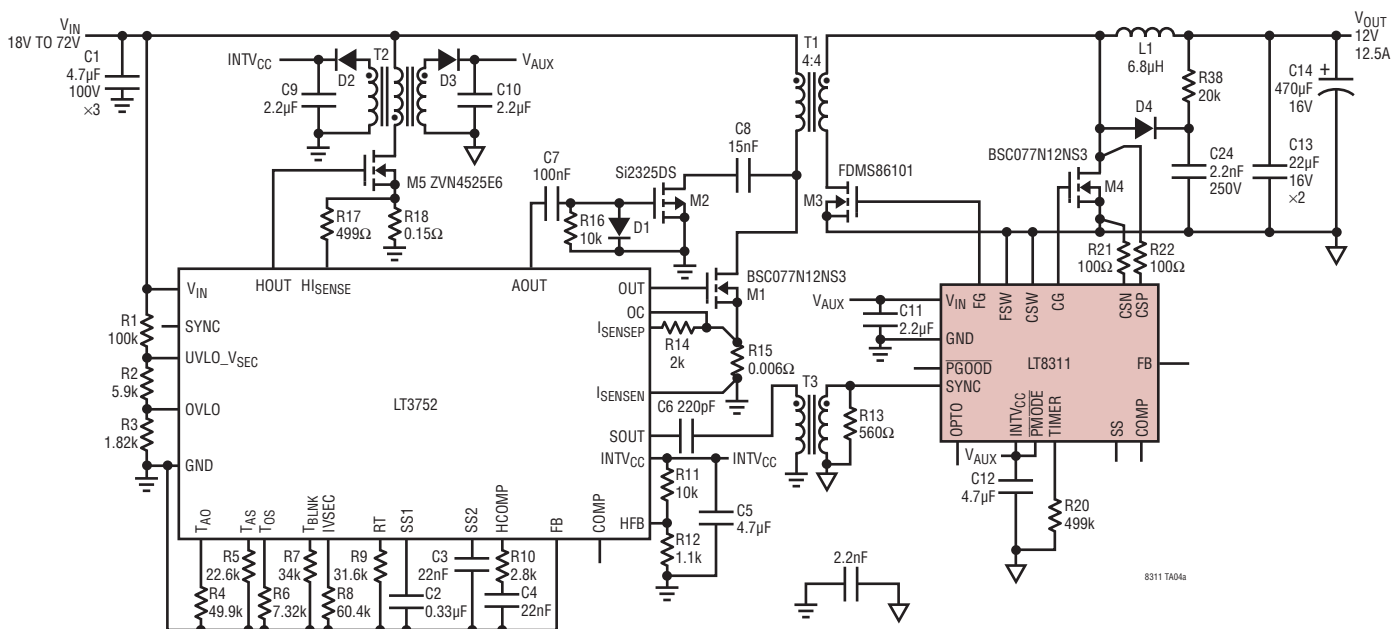 VIN
18V TO 72V
C1
4.7µF
100V
×3
INTVCC
D2
T2
D3
VAUX
C9
2.2µF
C10
2.2µF
M5 ZVN4525E6
R17
499Ω
R18
0.15Ω
C7
100nF
R16
10k
D1
Si2325DS
M2
C8
15nF
T1
4:4
FDMS86101
M3
BSC077N12NS3
M4
L1
6.8µH
D4
R38
20k
C24
2.2nF
250V
C13
22µF
16V
×2
C14
470µF
16V
+
VOUT
12V
12.5A
R21
100Ω
R22
100Ω
BSC077N12NS3
M1
R14
2k
R15
0.006Ω
C6 220pF
T3
R13
560Ω
R1
100k
R2
5.9k
R3
1.82k
LT3752
VIN
SYNC
UVLO_VSEC
OVLO
GND
HOUT
HISENSE
AOUT
OUT
OC
ISENSEP
ISENSEN
SOUT
INTVCC
INTVCC
HFB
TAO
TAS
TOS
TBLNK
IVSEC
RT
SS1
SS2
HCOMP
FB
COMP
R4
49.9k
R5
22.6k
R6
7.32k
R7
34k
R8
60.4k
R9
31.6k
C2
0.33µF
C3
22nF
R10
2.8k
C4
22nF
R11
10k
R12
1.1k
C5
4.7µF
2.2nF
VAUX
C11
2.2µF
LT8311
VIN
GND
PGOOD
SYNC
FG
FSW
CSW
CG
CSN
CSP
FB
OPTO
INTVCC
PMODE
TIMER
SS
COMP
VAUX
C12
4.7µF
R20
499k
8311 TA04a